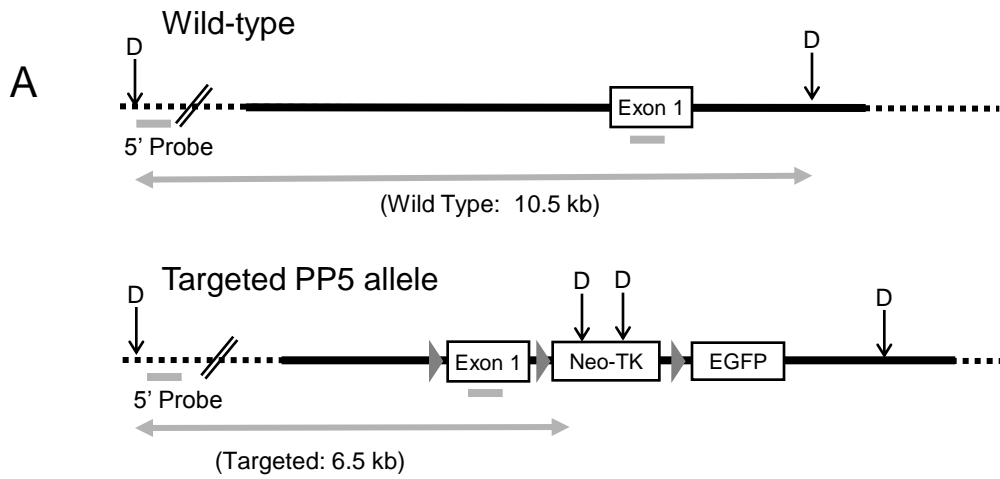 Wild-type
A
D
D
Exon 1
5’ Probe
(Wild Type:  10.5 kb)
Targeted PP5 allele
D
D
D
D
Exon 1
Neo-TK
EGFP
5’ Probe
(Targeted: 6.5 kb)